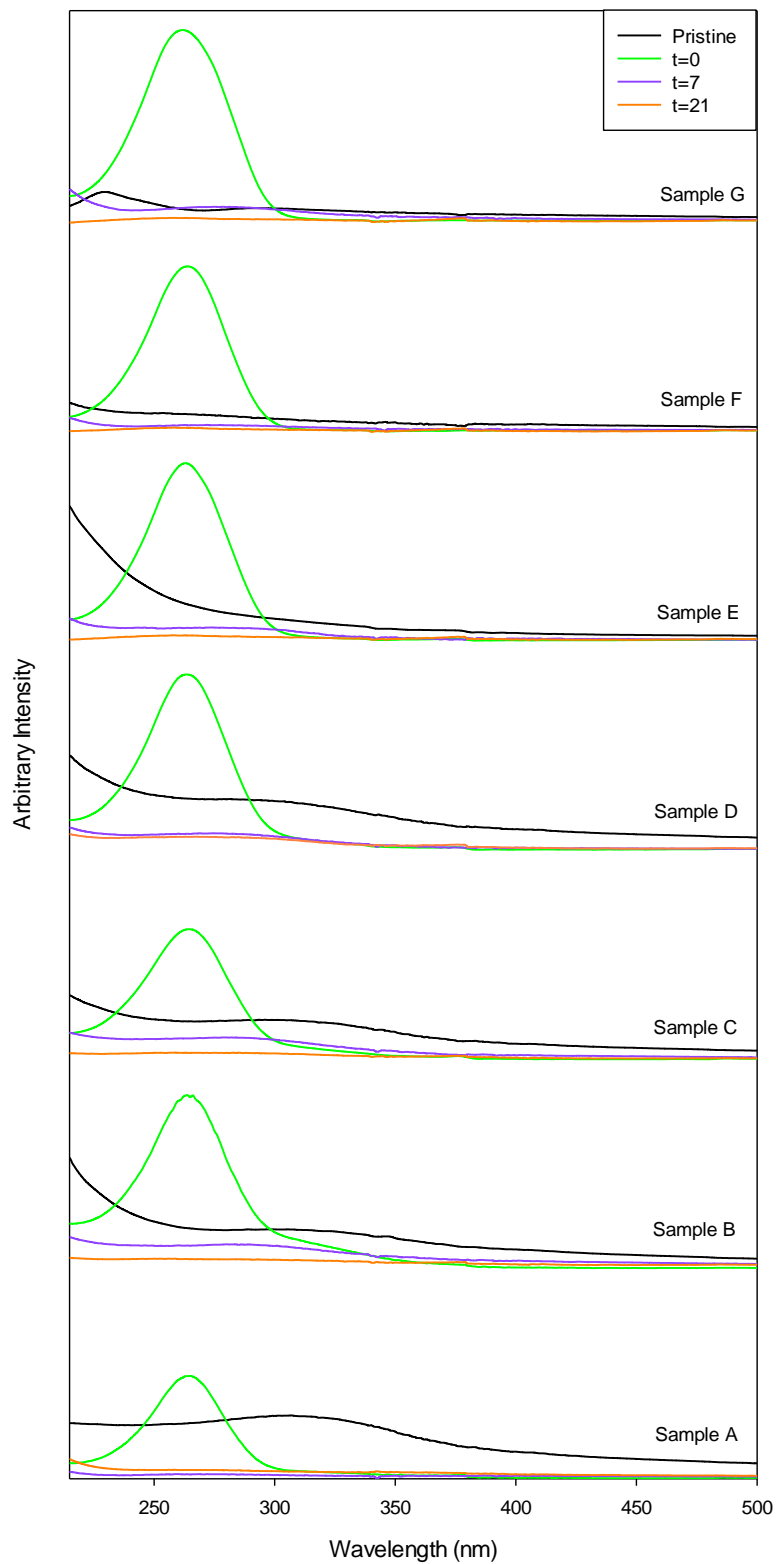 Pristine
t=0
t=7
t=21
Sample G
Sample F
Sample E
Sample D
Sample C
Sample B
Sample A
Arbitrary Intensity
250 300 350 400 450 500
Wavelength (nm)